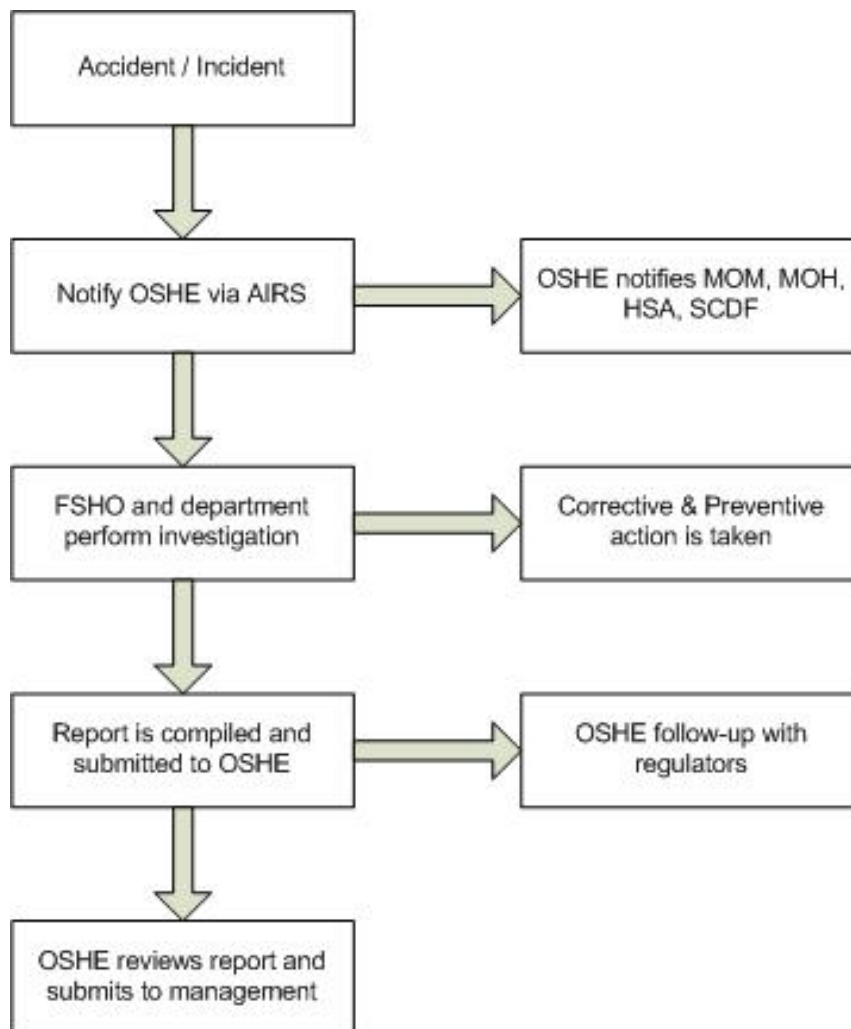 Accident / Incident
Notify OSHE via AIRS
OSHE notifies MOM, MOH,
HSA, SCDF
FSHO and department
perform investigation
Corrective & Preventive
action is taken
Report is compiled and
submitted to OSHE
OSHE follow-up with
regulators
OSHE reviews report and
submits to management